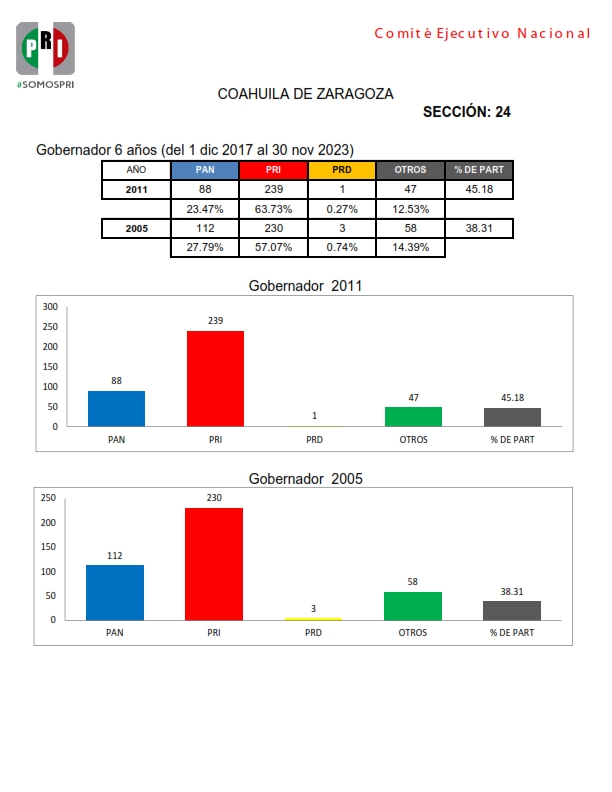 PRI
#SOMOSPRI
Comité Ejecutivo Nacional
COAHUILA DE ZARAGOZA
SECCIÓN: 24
Gobernador 6 años (del 1 dic 2017 al 30 nov 2023)
AÑO PAN PRI PRD OTROS % DE PART
2011 88 239 1 47 45.18
23.47% 63.73% 0.27% 12.53%
2005 112 230 3 58 38.31
27.79% 57.07% 0.74% 14.39%
Gobernador 2011
300
250
200
150
100
50
0
88 239 1 47 45.18
PAN PRI PRD OTROS % DE PART
Gobernador 2005
250
200
150
100
50
0
112 230 3 58 38.31
PAN PRI PRD OTROS % DE PART